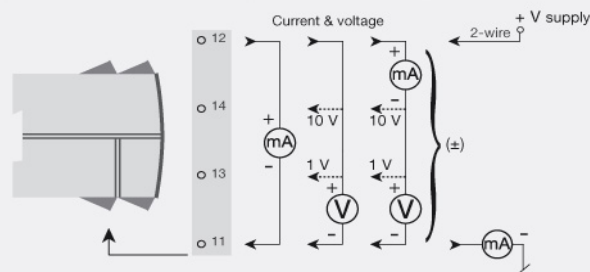 Current & voltage
+ V supply
12
2-wire
+
mA
14
+
10 V
-
10 V
mA
(±)
-
13
1 V
1 V
+
+
V
V
11
-
-
mA
-